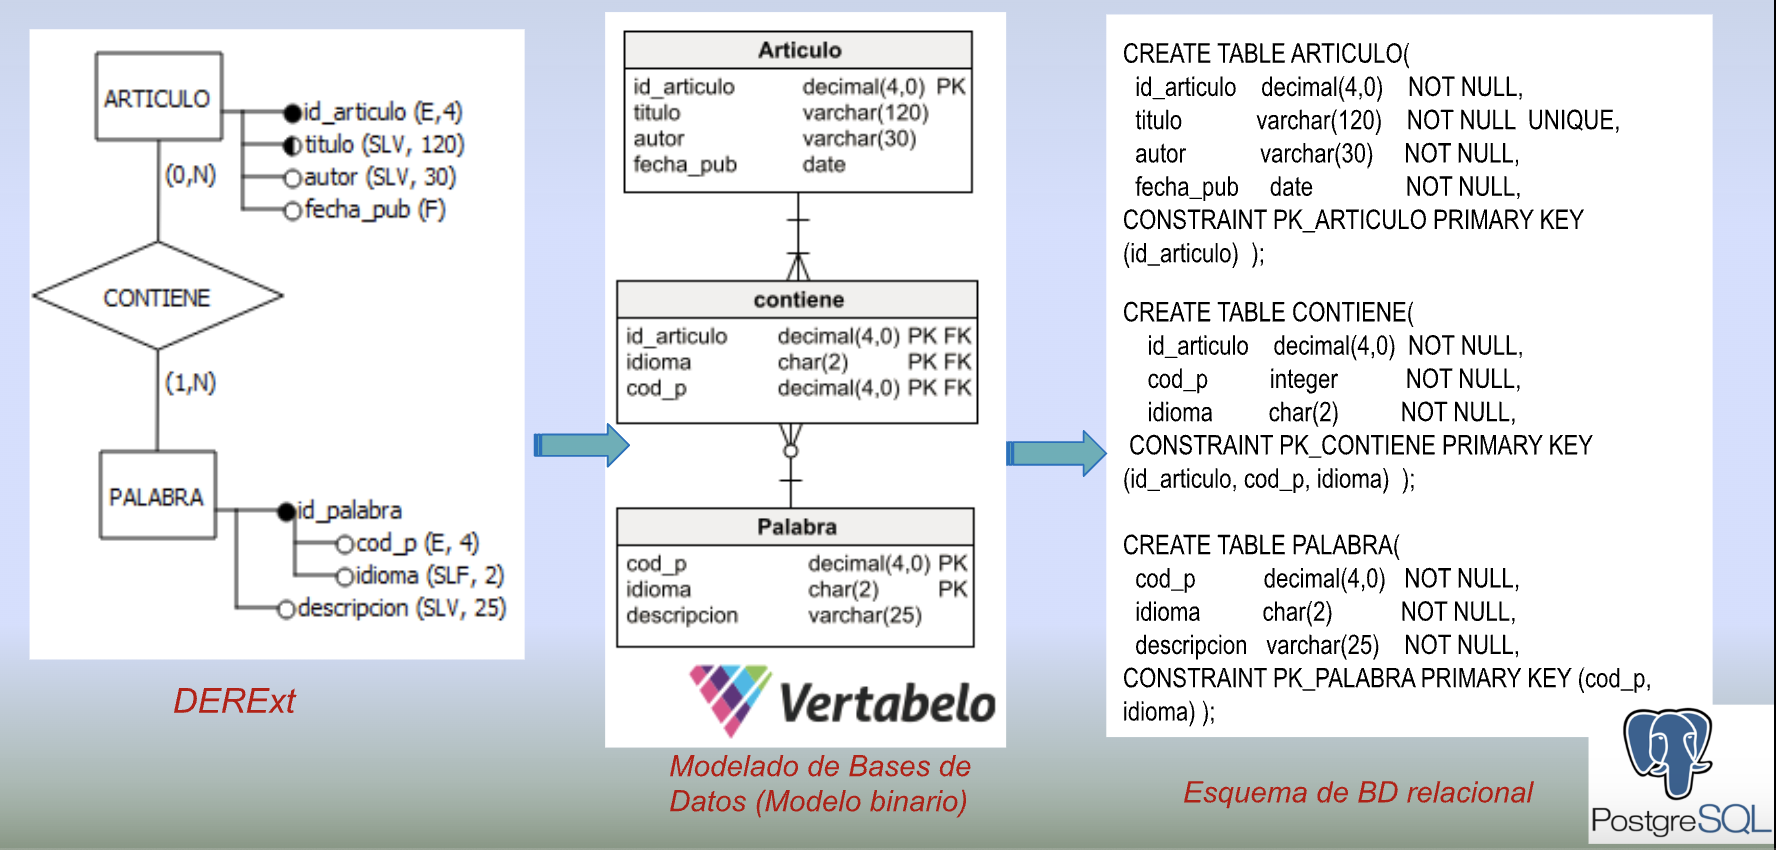 ARTICULO
id_articulo (E,4)
titulo (SLV, 120)
autor (SLV, 30)
fecha_pub (F)
(0,N)
CONTIENE
(1,N)
PALABRA
id_palabra
cod_p (E, 4)
idioma (SLF, 2)
descripcion (SLV, 25)
DERExt
Articulo
id_articulo decimal(4,0) PK
titulo varchar(120)
autor varchar(30)
fecha_pub date
contiene
id_articulo decimal(4,0) PK FK
idioma char(2) PK FK
cod_p decimal(4,0) PK FK
Palabra
cod_p decimal(4,0) PK
idioma char(2) PK
descripcion varchar(25)
Vertabelo
Modelado de Bases de
Datos (Modelo binario)
CREATE TABLE ARTICULO(
id_articulo decimal(4,0) NOT NULL,
titulo varchar(120) NOT NULL UNIQUE,
autor varchar(30) NOT NULL,
fecha_pub date NOT NULL,
CONSTRAINT PK_ARTICULO PRIMARY KEY
(id_articulo) );
CREATE TABLE CONTIENE(
id_articulo decimal(4,0) NOT NULL,
cod_p integer NOT NULL,
idioma char(2) NOT NULL,
CONSTRAINT PK_CONTIENE PRIMARY KEY
(id_articulo, cod_p, idioma) );
CREATE TABLE PALABRA(
cod_p decimal(4,0) NOT NULL,
idioma char(2) NOT NULL,
descripcion varchar(25) NOT NULL,
CONSTRAINT PK_PALABRA PRIMARY KEY (cod_p,
idioma) );
Esquema de BD relacional
PostgreSQL